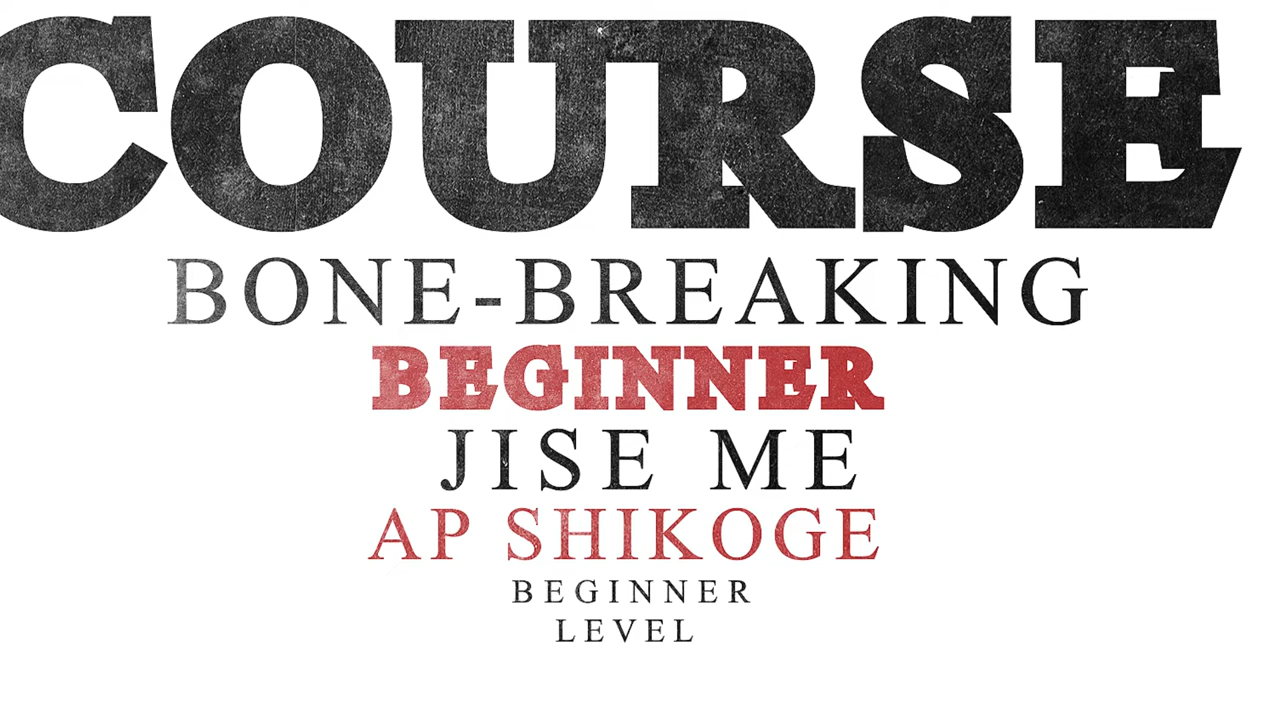 COURSE
BONE-BREAKING
BEGINNER
JISE ME
AP SHIKOGE
BEGINNER
LEVEL